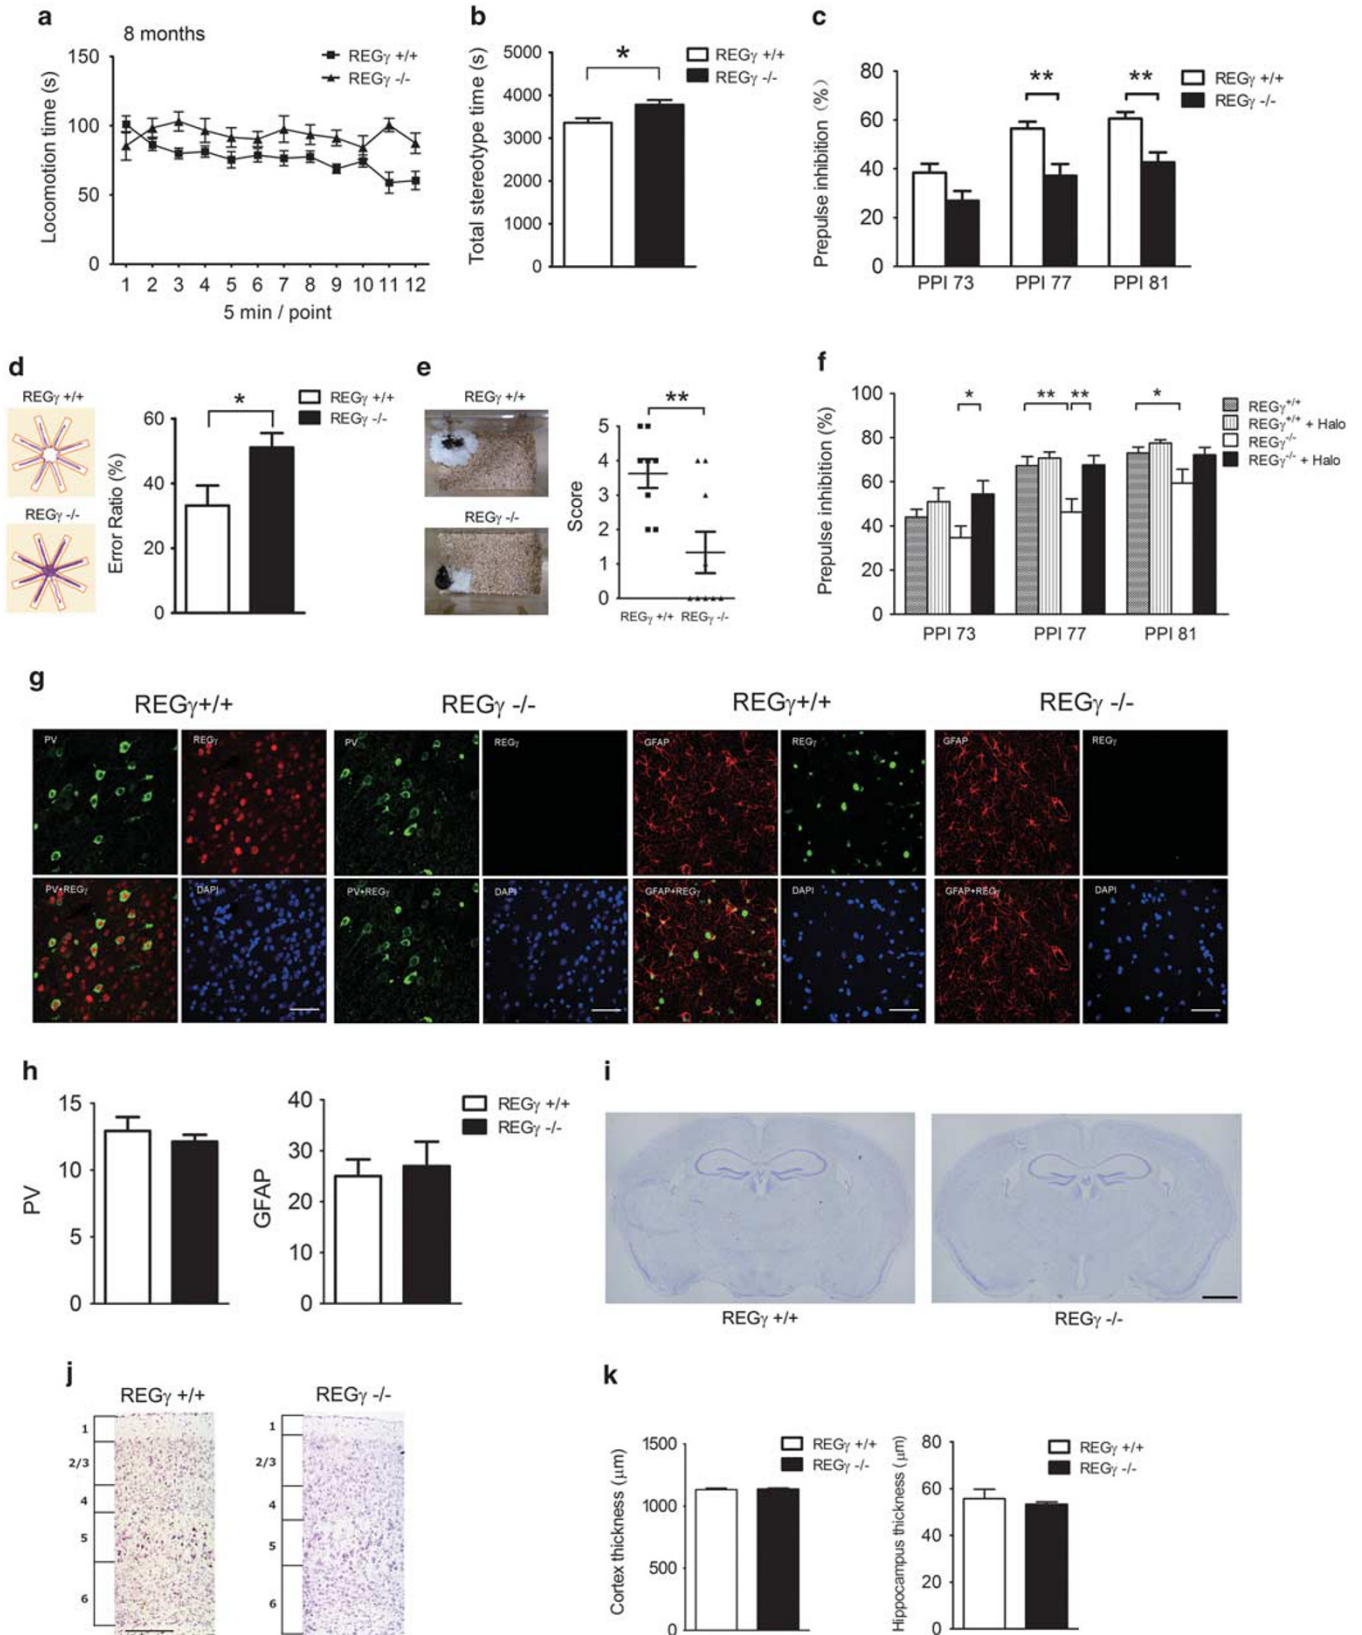 a
8 months
Locomotion time (s)
150
100
50
0
REGγ +/+
REGγ -/-
1 2 3 4 5 6 7 8 9 10 11 12
5 min / point
b
Total stereotype time (s)
5000
4000
3000
2000
1000
0
*
REGγ +/+
REGγ -/-
c
Prepulse inhibition (%)
80
60
40
20
0
** **
REGγ +/+
REGγ -/-
PPI 73 PPI 77 PPI 81
d
REGγ +/+
REGγ -/-
Error Ratio (%)
60
40
20
0
*
REGγ +/+
REGγ -/-
e
REGγ +/+
REGγ -/-
Score
5
4
3
2
1
0
**
REGγ +/+ REGγ -/-
f
Prepulse inhibition (%)
100
80
60
40
20
0
* ** ** *
REGγ+/+
REGγ+/+ + Halo
REGγ-/-
REGγ-/- + Halo
PPI 73 PPI 77 PPI 81
g
REGγ+/+ REGγ -/- REGγ+/+ REGγ -/-
PV REGγ PV REGγ GFAP REGγ GFAP REGγ
PV+REGγ DAPI PV+REGγ DAPI GFAP+REGγ DAPI GFAP+REGγ DAPI
h
PV
15
10
5
0
GFAP
40
30
20
10
0
REGγ +/+
REGγ -/-
i
REGγ +/+ REGγ -/-
j
REGγ +/+
1
2/3
4
5
6
REGγ -/-
1
2/3
4
5
6
k
Cortex thickness (μm)
1500
1000
500
0
REGγ +/+
REGγ -/-
Hippocampus thickness (μm)
80
60
40
20
0
REGγ +/+
REGγ -/-